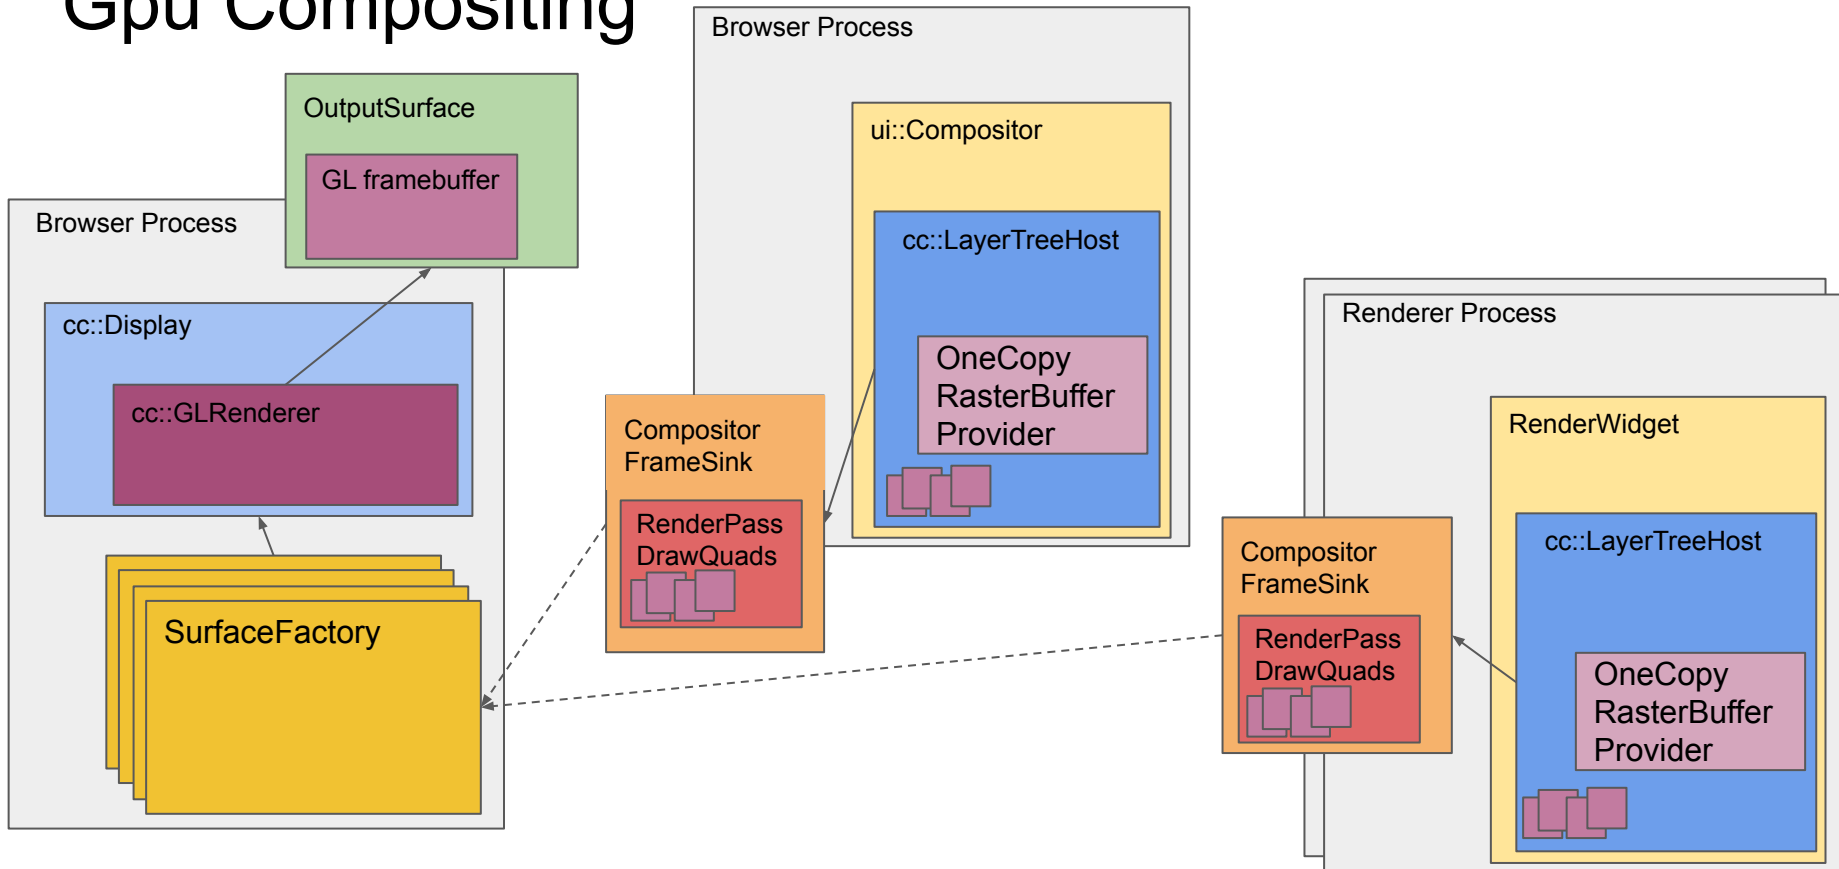 Gpu Compositing
Browser Process
OutputSurface
GL framebuffer
cc::Display
cc::GLRenderer
SurfaceFactory
Browser Process
ui::Compositor
cc::LayerTreeHost
OneCopy
RasterBuffer
Provider
Compositor
FrameSink
RenderPass
DrawQuads
Renderer Process
RenderWidget
cc::LayerTreeHost
OneCopy
RasterBuffer
Provider
Compositor
FrameSink
RenderPass
DrawQuads